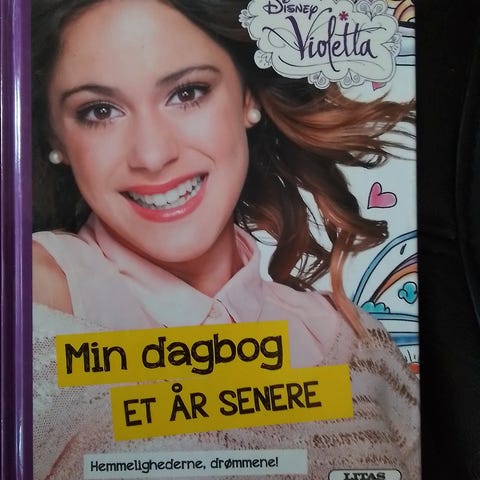 Disney
Violetta
Min dagbog
ET ÅR SENERE
Hemmelighederne, drømmene!
LITAS